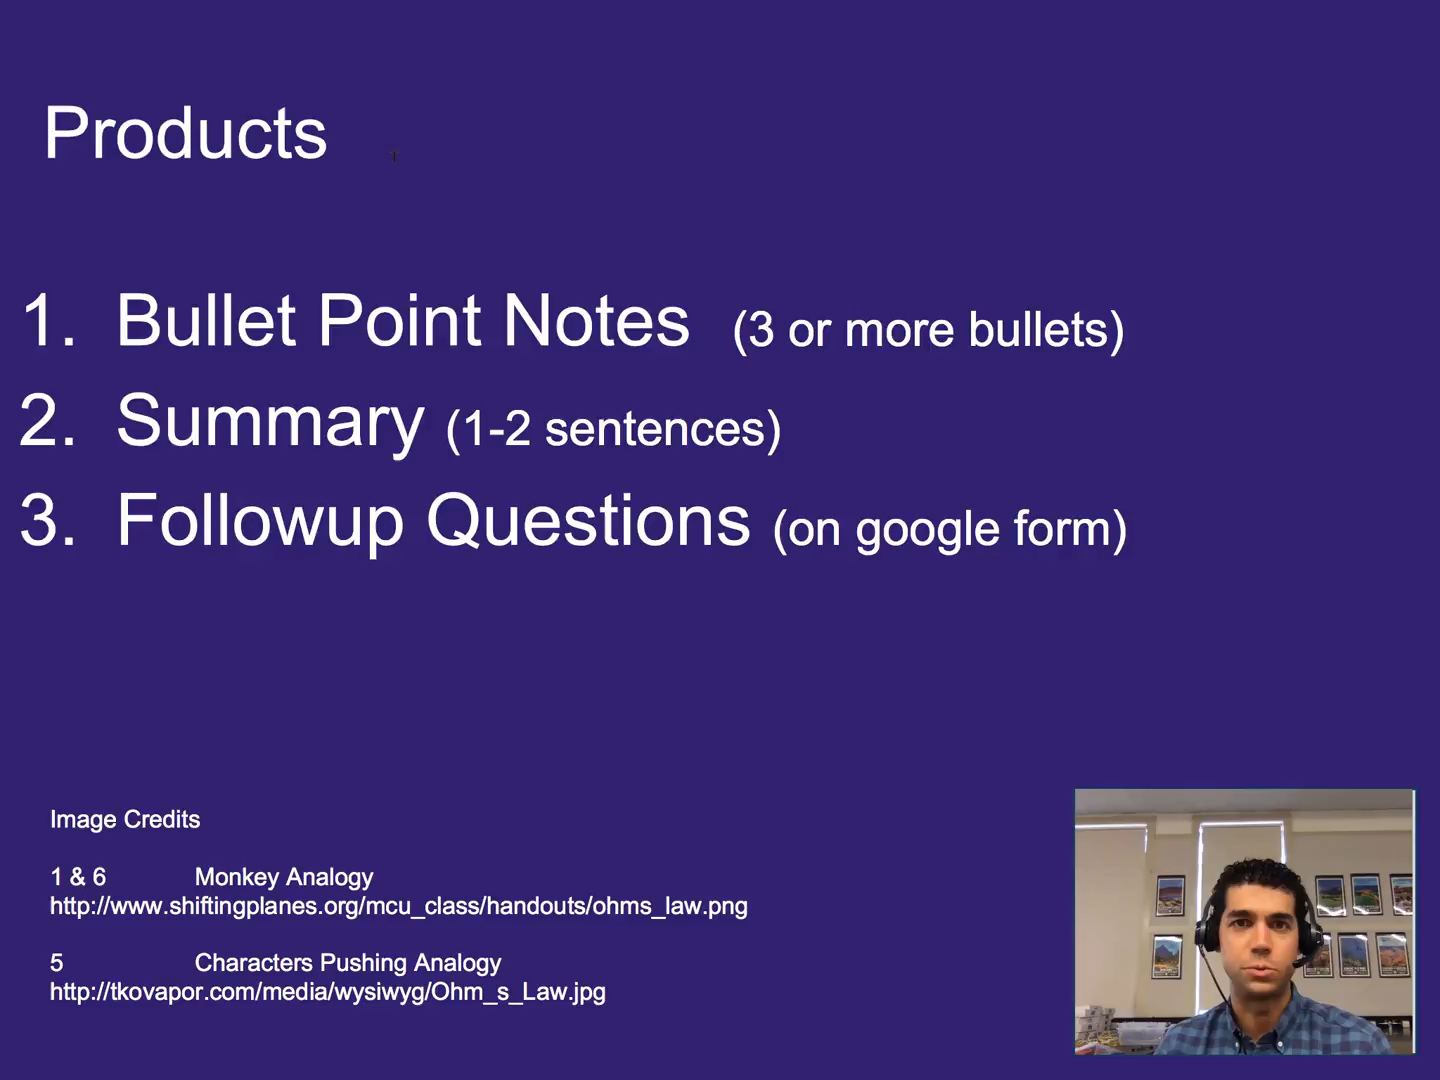 Products
1. Bullet Point Notes (3 or more bullets)
2. Summary (1-2 sentences)
3. Followup Questions (on google form)
Image Credits
1 & 6 Monkey Analogy
http://www.shiftingplanes.org/mcu_class/handouts/ohms_law.png
5 Characters Pushing Analogy
http://tkovapor.com/media/wysiwyg/Ohm_s_Law.jpg